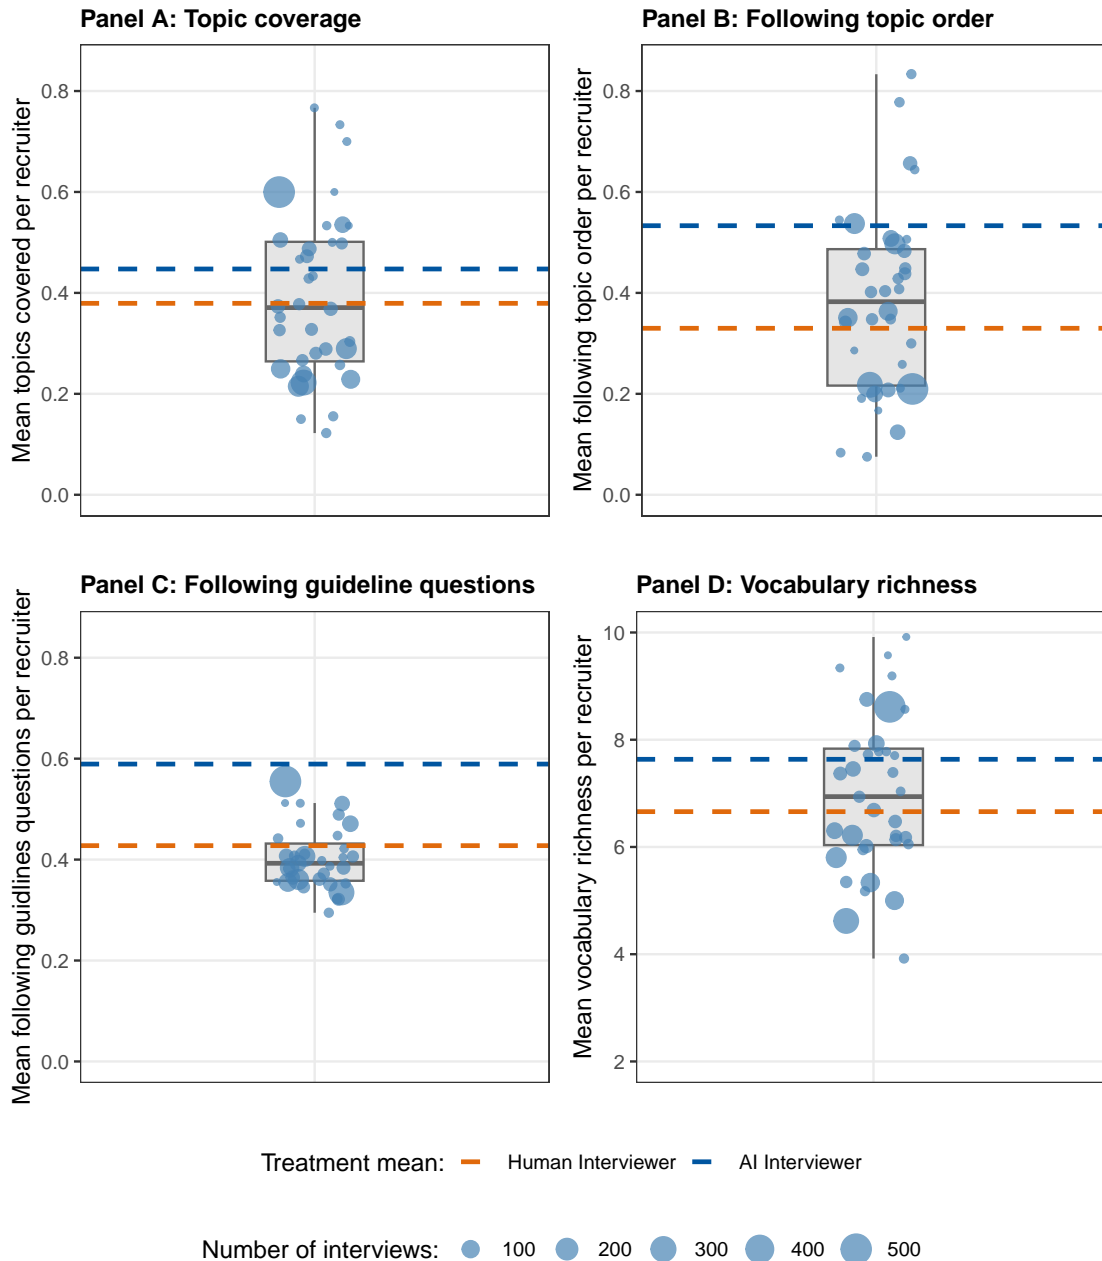 Panel A: Topic coverage
Mean topics covered per recruiter
0.8
0.6
0.4
0.2
0.0
Panel B: Following topic order
Mean following topic order per recruiter
0.8
0.6
0.4
0.2
0.0
Panel C: Following guideline questions
Mean following guidlines questions per recruiter
0.8
0.6
0.4
0.2
0.0
Panel D: Vocabulary richness
Mean vocabulary richness per recruiter
10
8
6
4
2
Treatment mean: Human Interviewer AI Interviewer
Number of interviews: 100 200 300 400 500